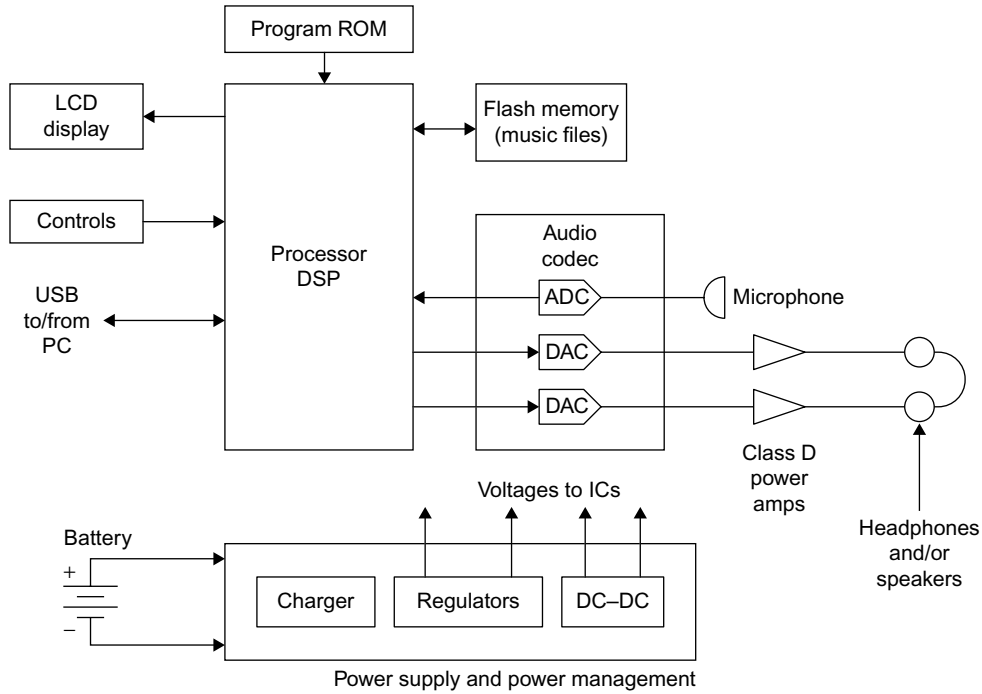 Program ROM
LCD
display
Flash memory
(music files)
Controls
Processor
DSP
Audio
codec
ADC
Microphone
USB
to/from
PC
DAC
DAC
Class D
power
amps
Headphones
and/or
speakers
Voltages to ICs
Battery
+
–
Charger
Regulators
DC–DC
Power supply and power management